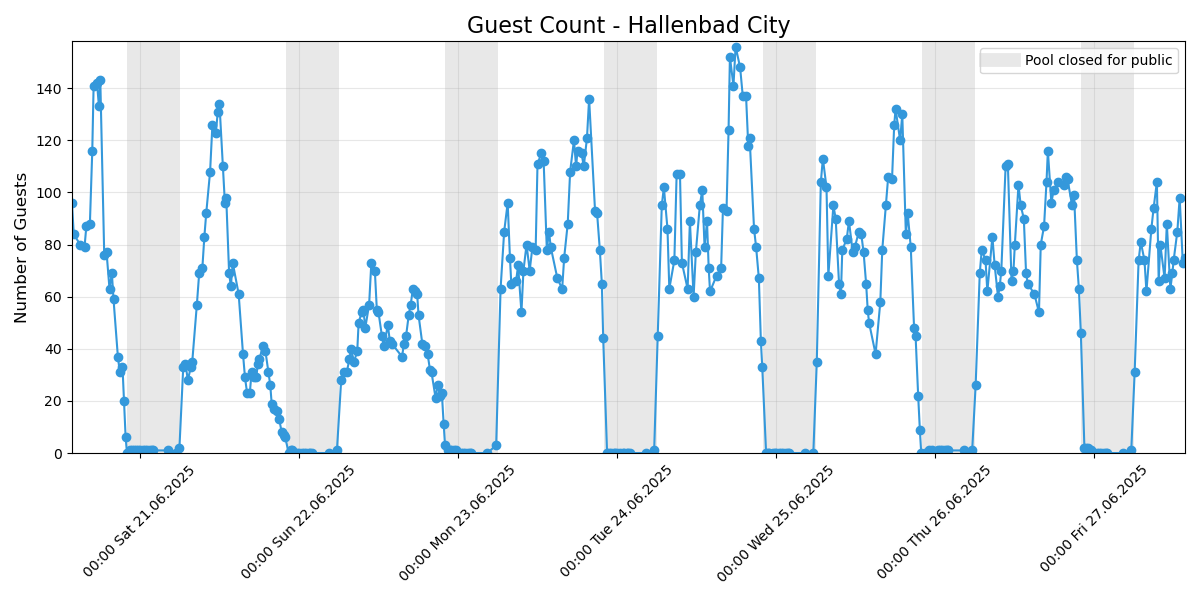 Guest Count - Hallenbad City
Pool closed for public
Number of Guests
140
120
100
80
60
40
20
0
00:00 Sat 21.06.2025
00:00 Sun 22.06.2025
00:00 Mon 23.06.2025
00:00 Tue 24.06.2025
00:00 Wed 25.06.2025
00:00 Thu 26.06.2025
00:00 Fri 27.06.2025